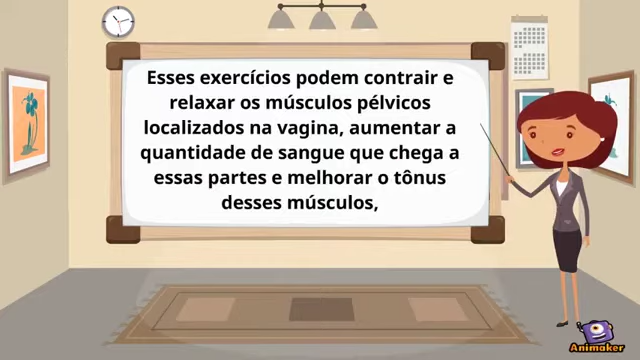 Esses exercícios podem contrair e
relaxar os músculos pélvicos
localizados na vagina, aumentar a
quantidade de sangue que chega a
essas partes e melhorar o tônus
desses músculos,
Animaker